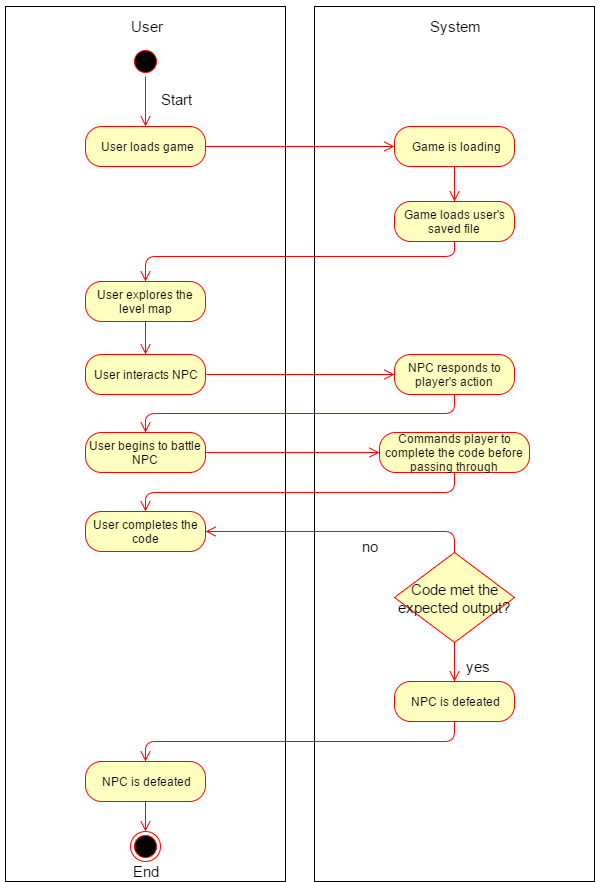 User
System
Start
User loads game
Game is loading
Game loads user's
saved file
User explores the
level map
User interacts NPC
NPC responds to
player's action
User begins to battle
NPC
Commands player to
complete the code before
passing through
User completes the
code
no
Code met the
expected output?
yes
NPC is defeated
NPC is defeated
End